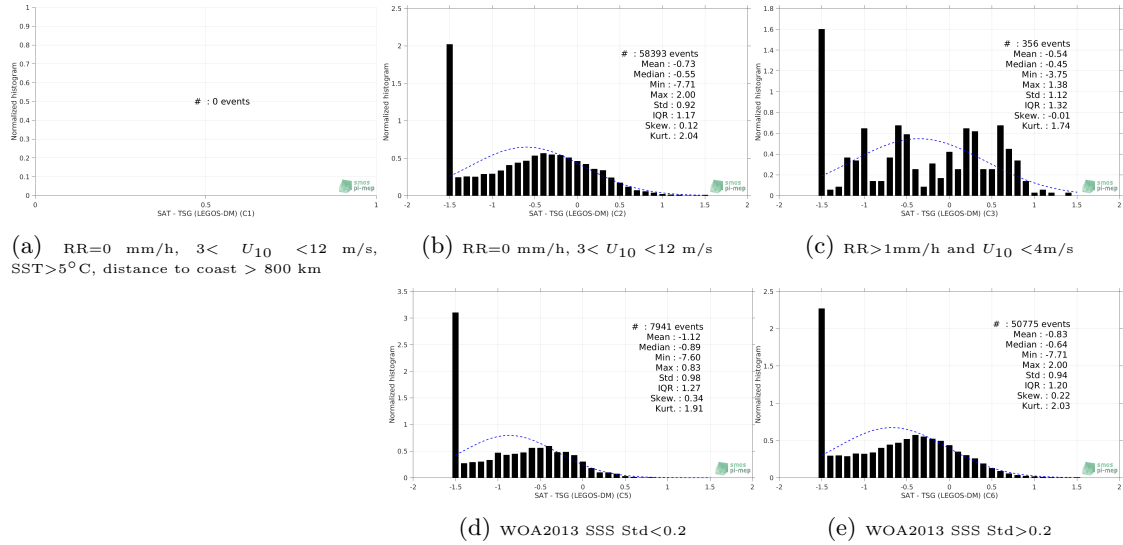 1
0.9
0.8
0.7
0.6
0.5
0.4
0.3
0.2
0.1
0
Normalized histogram
# : 0 events
smos
pi-mep
0 0.5 1
SAT - TSG (LEGOS-DM) (C1)
(a) RR=0 mm/h, 3< U10 <12 m/s,
SST>5°C, distance to coast > 800 km
2.5
2
1.5
1
0.5
0
Normalized histogram
# : 58393 events
Mean : -0.73
Median : -0.55
Min : -7.71
Max : 2.00
Std : 0.92
IQR : 1.17
Skew. : 0.12
Kurt. : 2.04
smos
pi-mep
-2 -1.5 -1 -0.5 0 0.5 1 1.5 2
SAT - TSG (LEGOS-DM) (C2)
(b) RR=0 mm/h, 3< U10 <12 m/s
1.8
1.6
1.4
1.2
1
0.8
0.6
0.4
0.2
0
Normalized histogram
# : 356 events
Mean : -0.54
Median : -0.45
Min : -3.75
Max : 1.38
Std : 1.12
IQR : 1.32
Skew. : -0.01
Kurt. : 1.74
smos
pi-mep
-2 -1.5 -1 -0.5 0 0.5 1 1.5 2
SAT - TSG (LEGOS-DM) (C3)
(c) RR>1mm/h and U10 <4m/s
3.5
3
2.5
2
1.5
1
0.5
0
Normalized histogram
# : 7941 events
Mean : -1.12
Median : -0.89
Min : -7.60
Max : 0.83
Std : 0.98
IQR : 1.27
Skew. : 0.34
Kurt. : 1.91
smos
pi-mep
-2 -1.5 -1 -0.5 0 0.5 1 1.5 2
SAT - TSG (LEGOS-DM) (C5)
(d) WOA2013 SSS Std<0.2
2.5
2
1.5
1
0.5
0
Normalized histogram
# : 50775 events
Mean : -0.83
Median : -0.64
Min : -7.71
Max : 2.00
Std : 0.94
IQR : 1.20
Skew. : 0.22
Kurt. : 2.03
smos
pi-mep
-2 -1.5 -1 -0.5 0 0.5 1 1.5 2
SAT - TSG (LEGOS-DM) (C6)
(e) WOA2013 SSS Std>0.2